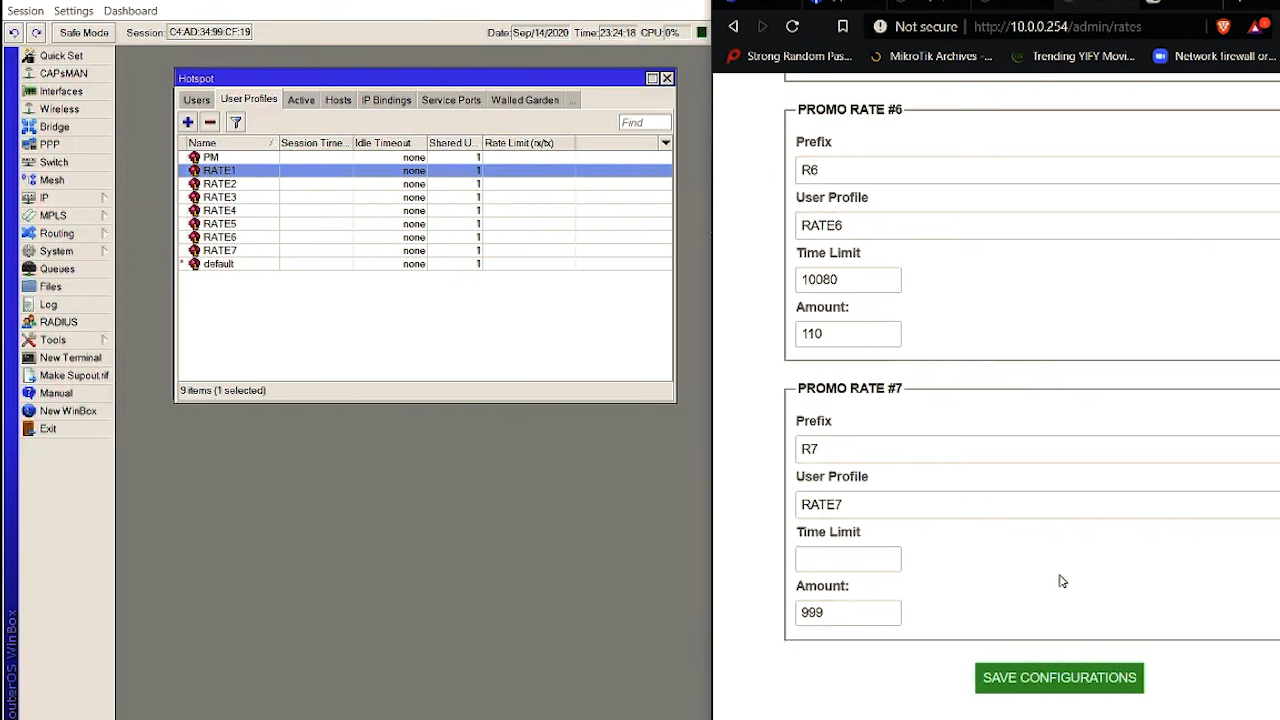 Session Settings Dashboard
Safe Mode Session: C4:AD:34:99:CF:19 Date: Sep/14/2020 Time: 23:24:18 CPU: 0%
Quick Set
CAPsMAN
Interfaces
Wireless
Bridge
PPP
Switch
Mesh
IP
MPLS
Routing
System
Queues
Files
Log
RADIUS
Tools
New Terminal
Make Supout.rif
Manual
New WinBox
Exit
outerOS WinBox
Hotspot
Users User Profiles Active Hosts IP Bindings Service Ports Walled Garden ...
Find
Name Session Time... Idle Timeout Shared U... Rate Limit (rx/tx)
PM none 1
RATE1 none 1
RATE2 none 1
RATE3 none 1
RATE4 none 1
RATE5 none 1
RATE6 none 1
RATE7 none 1
* default none 1
9 items (1 selected)
Not secure http://10.0.0.254/admin/rates
Strong Random Pas... MikroTik Archives -... Trending YIFY Movi... Network firewall or...
PROMO RATE #6
Prefix
R6
User Profile
RATE6
Time Limit
10080
Amount:
110
PROMO RATE #7
Prefix
R7
User Profile
RATE7
Time Limit
Amount:
999
SAVE CONFIGURATIONS